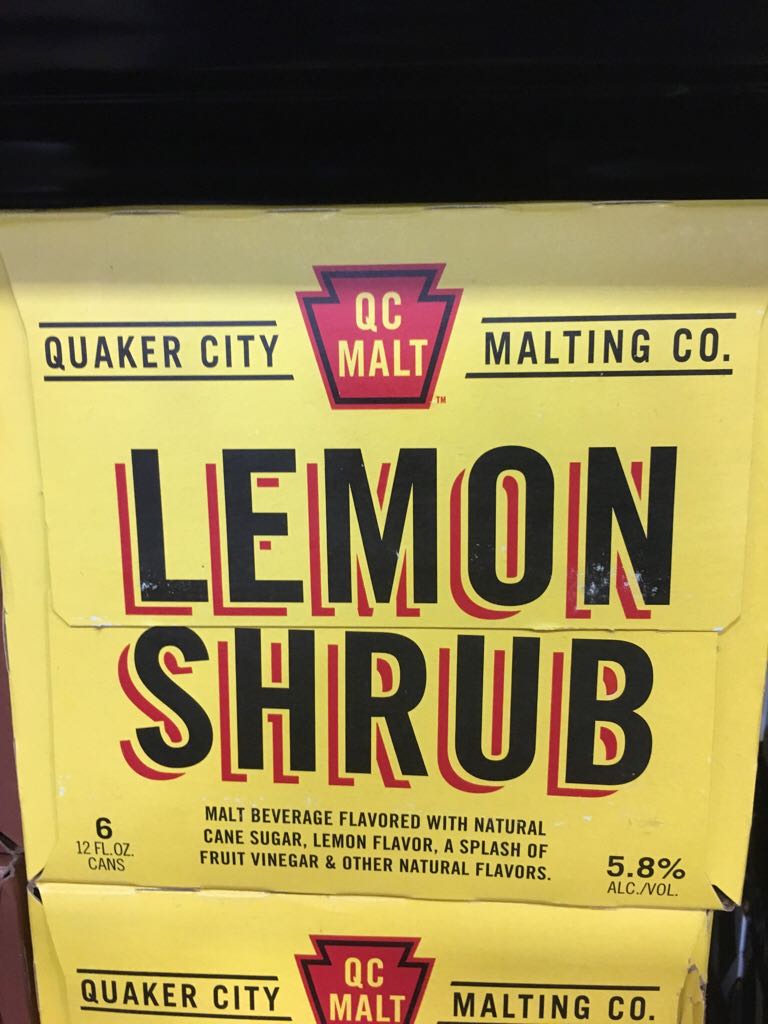 QC
MALT
™
QUAKER CITY
MALTING CO.
LEMON
SHRUB
6
12 FL.OZ.
CANS
MALT BEVERAGE FLAVORED WITH NATURAL
CANE SUGAR, LEMON FLAVOR, A SPLASH OF
FRUIT VINEGAR & OTHER NATURAL FLAVORS.
5.8%
ALC./VOL.
QC
MALT
QUAKER CITY
MALTING CO.